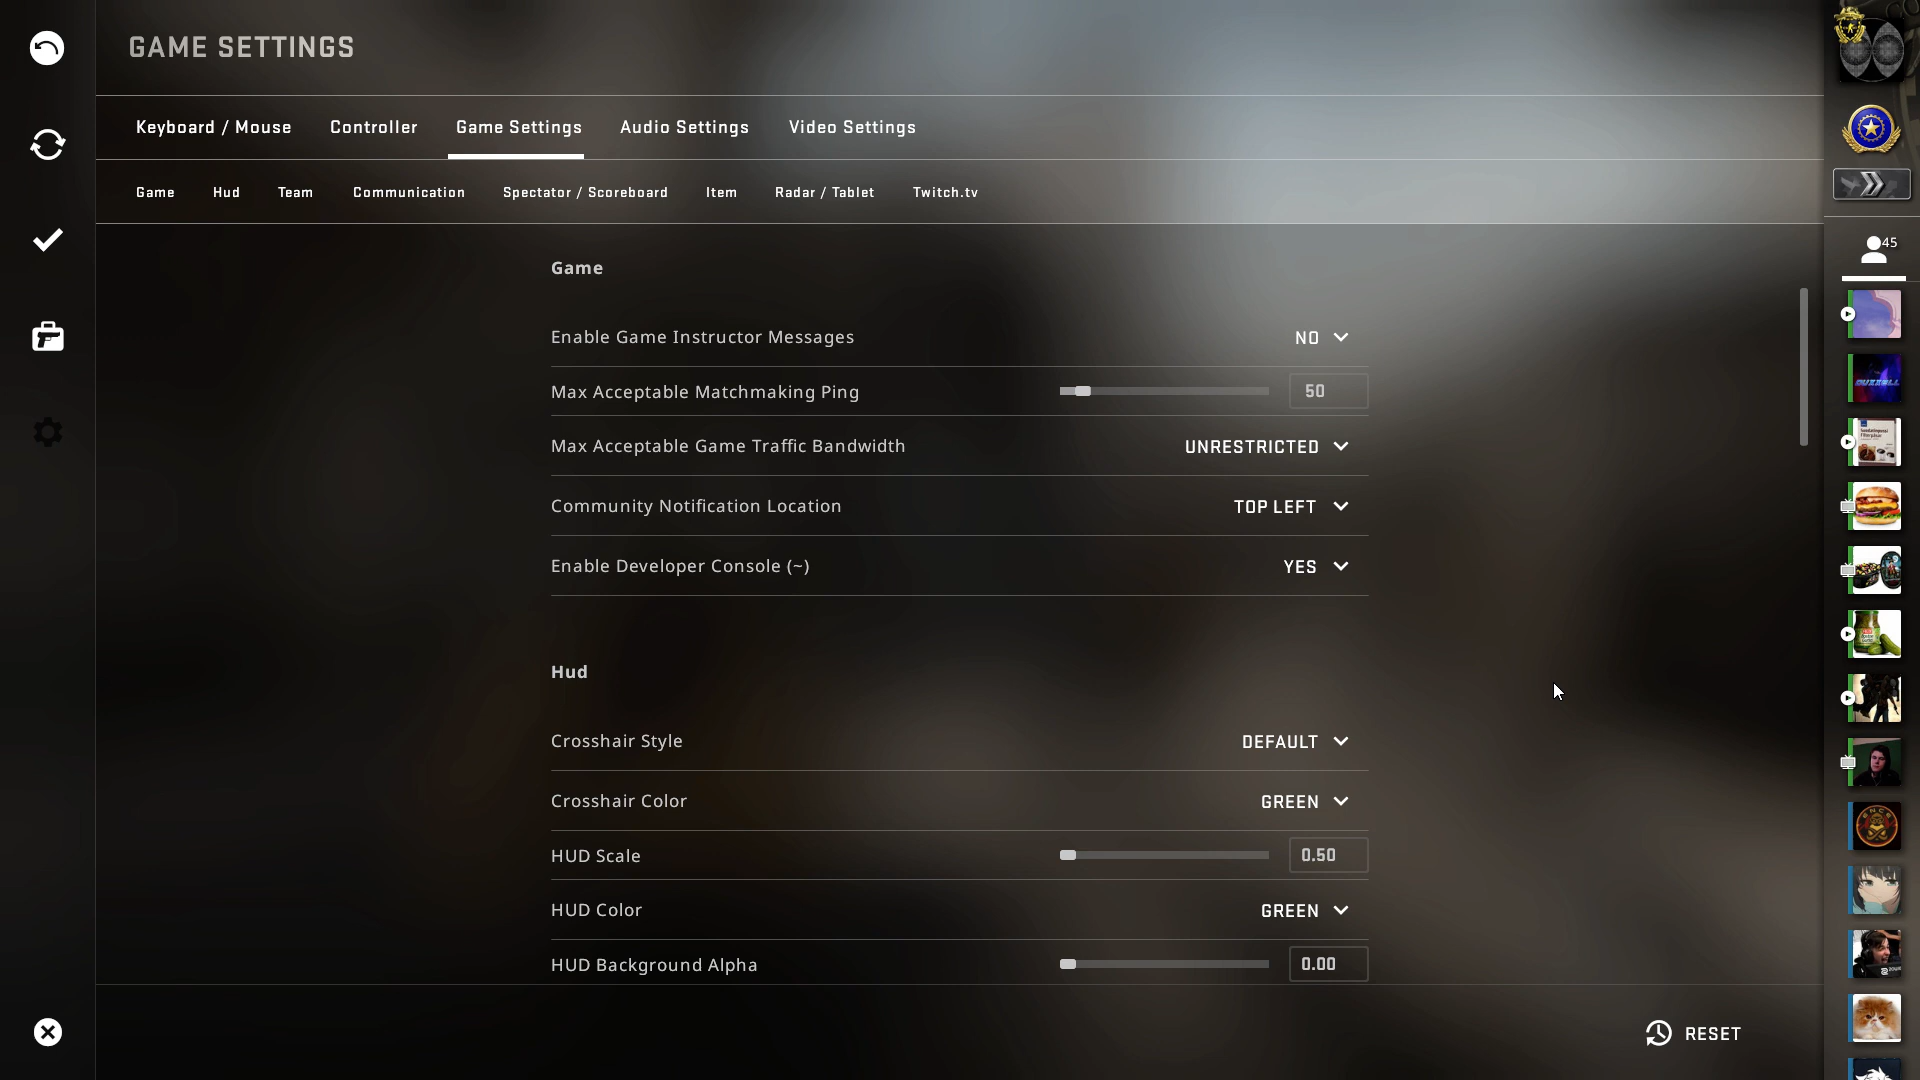 GAME SETTINGS
Keyboard / Mouse
Controller
Game Settings
Audio Settings
Video Settings
Game
Hud
Team
Communication
Spectator / Scoreboard
Item
Radar / Tablet
Twitch.tv
45
Game
Enable Game Instructor Messages NO
Max Acceptable Matchmaking Ping 50
Max Acceptable Game Traffic Bandwidth UNRESTRICTED
Community Notification Location TOP LEFT
Enable Developer Console (~) YES
Hud
Crosshair Style DEFAULT
Crosshair Color GREEN
HUD Scale 0.50
HUD Color GREEN
HUD Background Alpha 0.00
RESET